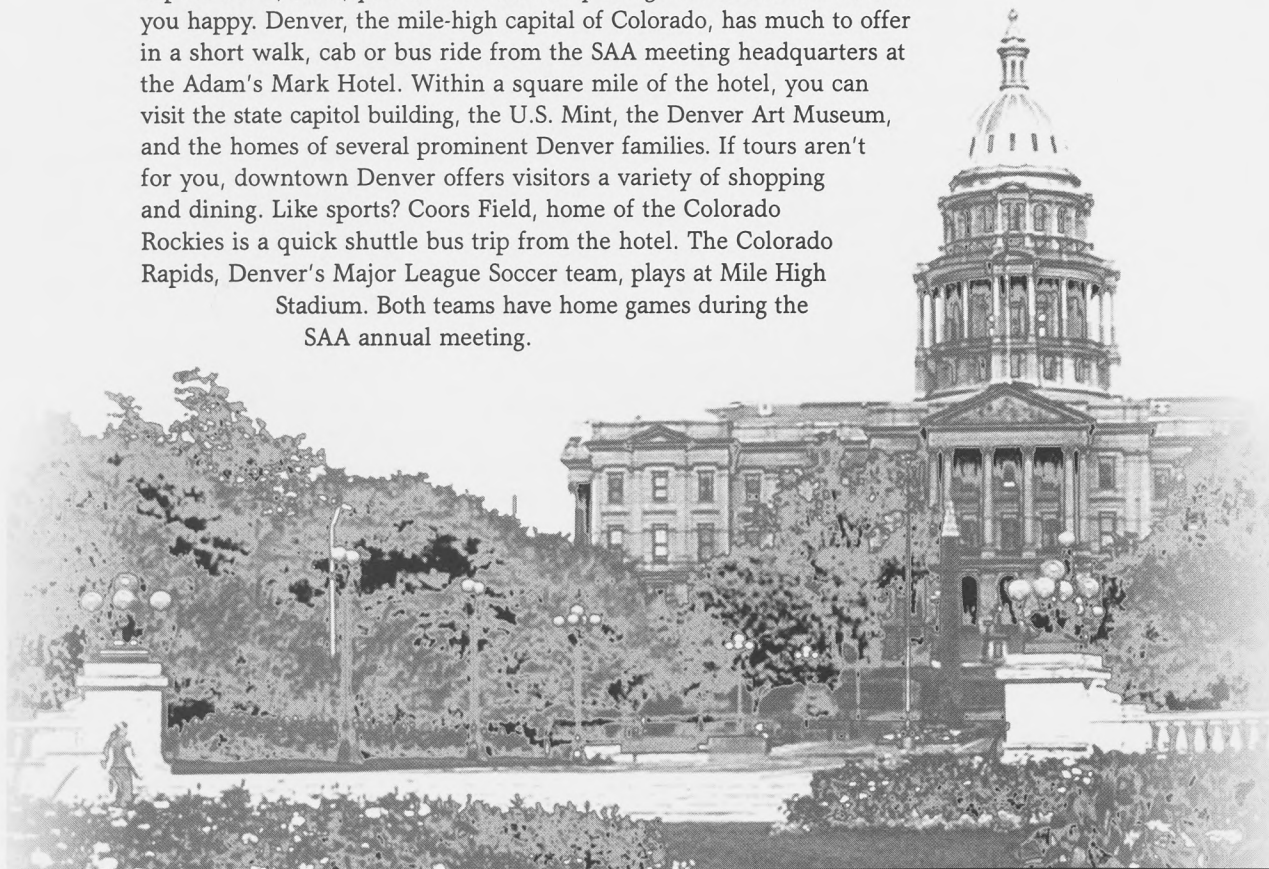 you happy. Denver, the mile-high capital of Colorado, has much to offer
in a short walk, cab or bus ride from the SAA meeting headquarters at
the Adam's Mark Hotel. Within a square mile of the hotel, you can
visit the state capitol building, the U.S. Mint, the Denver Art Museum,
and the homes of several prominent Denver families. If tours aren't
for you, downtown Denver offers visitors a variety of shopping
and dining. Like sports? Coors Field, home of the Colorado
Rockies is a quick shuttle bus trip from the hotel. The Colorado
Rapids, Denver's Major League Soccer team, plays at Mile High
Stadium. Both teams have home games during the
SAA annual meeting.